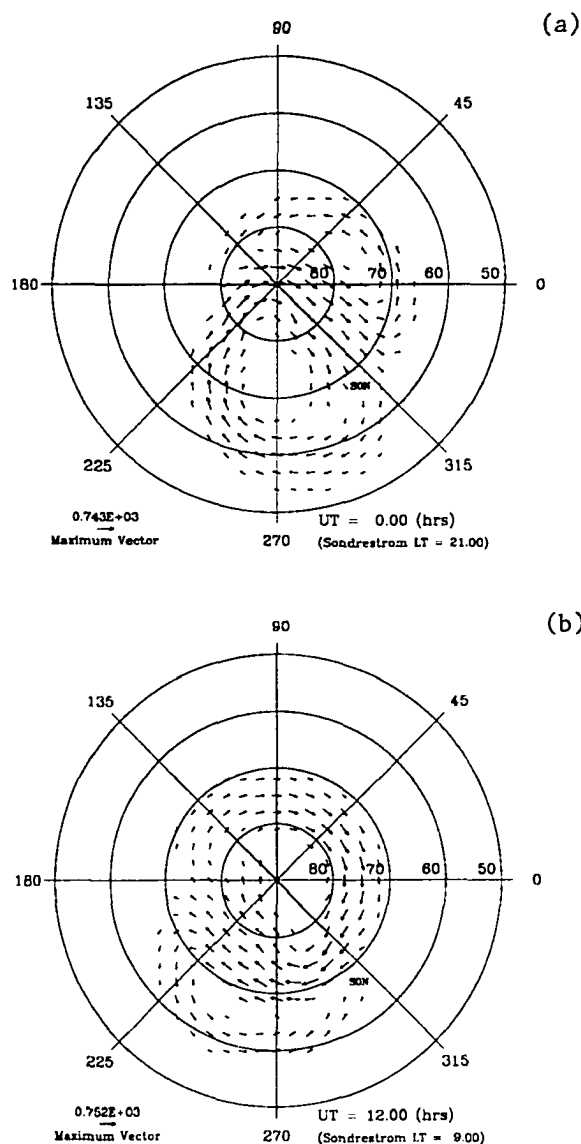 (a)
90
135
45
180
80
70
60
50
0
SON
225
315
0.743E+03
Maximum Vector
UT = 0.00 (hrs)
270
(Sondrestrom LT = 21.00)
(b)
90
135
45
180
80
70
60
50
0
SON
225
315
0.752E+03
Maximum Vector
UT = 12.00 (hrs)
270
(Sondrestrom LT = 9.00)